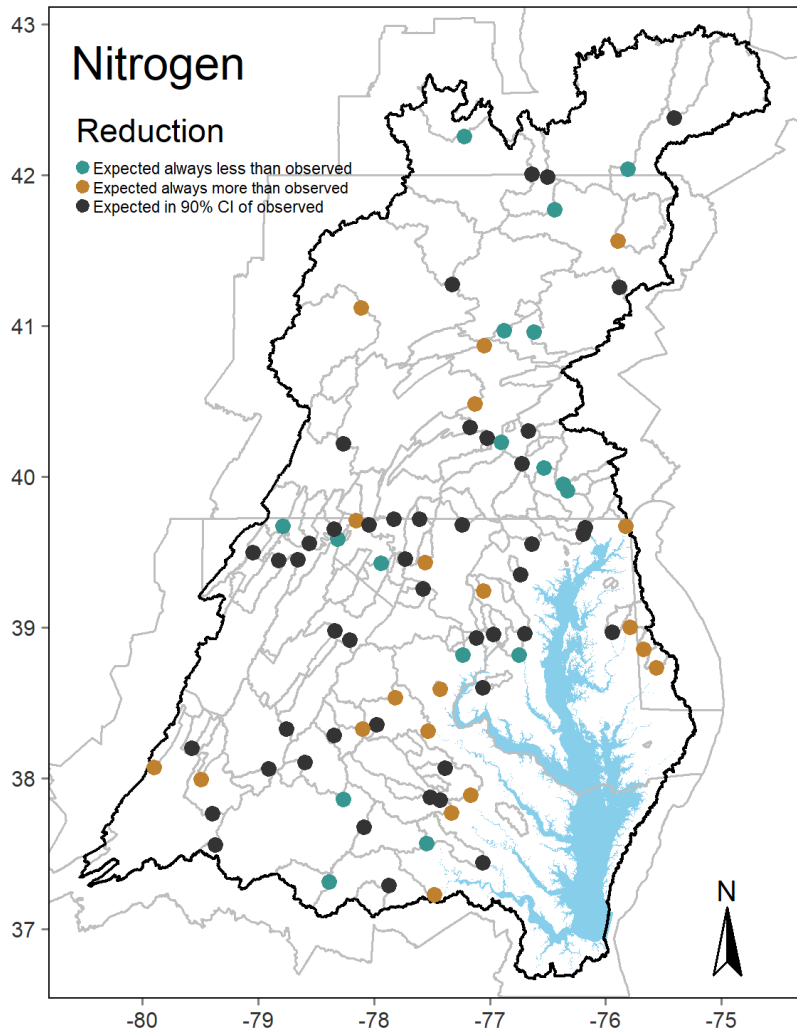 Nitrogen
Reduction
Expected always less than observed
Expected always more than observed
Expected in 90% CI of observed
43
42
41
40
39
38
37
N
-80
-79
-78
-77
-76
-75